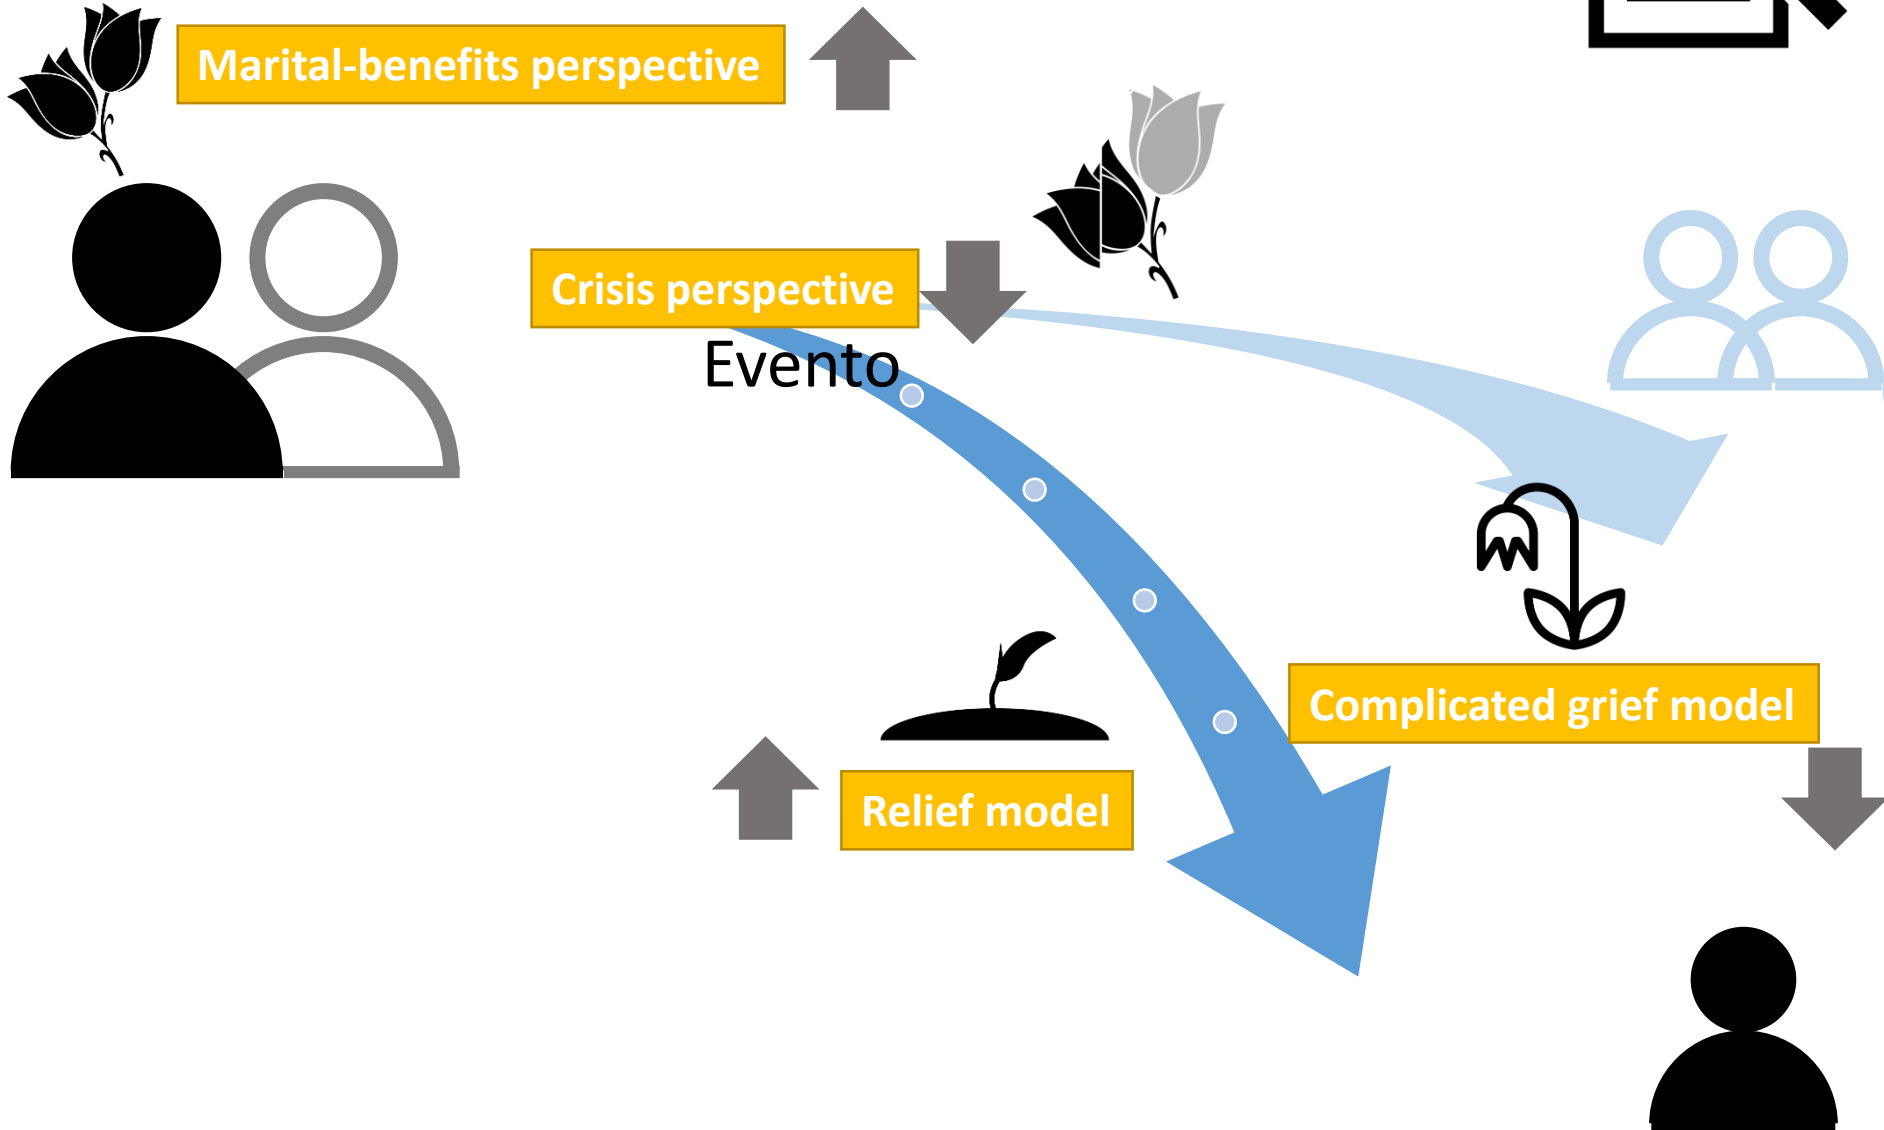 Marital-benefits perspective
Crisis perspective
Evento
Complicated grief model
Relief model